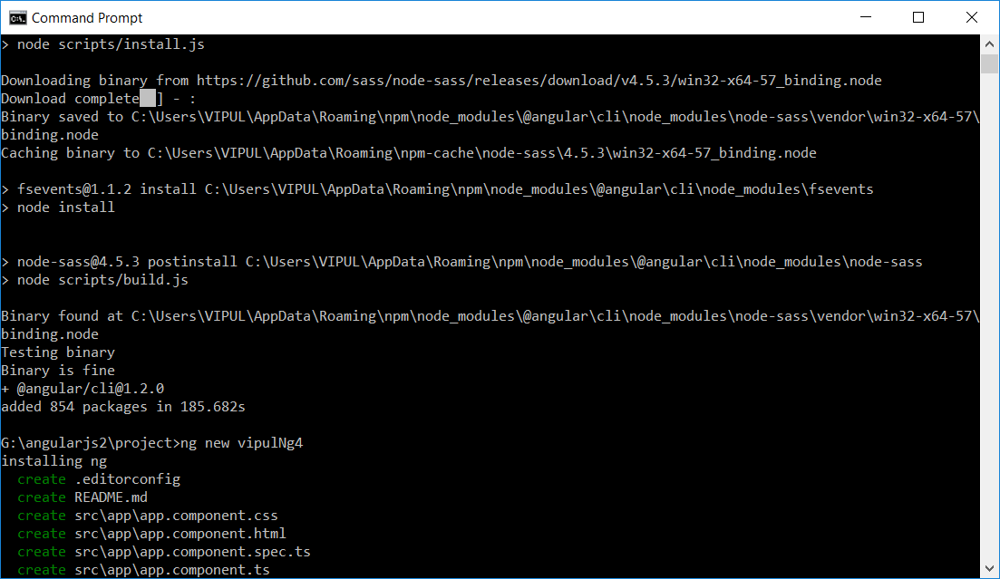 Command Prompt
> node scripts/install.js
Downloading binary from https://github.com/sass/node-sass/releases/download/v4.5.3/win32-x64-57_binding.node
Download complete ] - :
Binary saved to C:\Users\VIPUL\AppData\Roaming\npm\node_modules\@angular\cli\node_modules\node-sass\vendor\win32-x64-57\
binding.node
Caching binary to C:\Users\VIPUL\AppData\Roaming\npm-cache\node-sass\4.5.3\win32-x64-57_binding.node
> fsevents@1.1.2 install C:\Users\VIPUL\AppData\Roaming\npm\node_modules\@angular\cli\node_modules\fsevents
> node install
> node-sass@4.5.3 postinstall C:\Users\VIPUL\AppData\Roaming\npm\node_modules\@angular\cli\node_modules\node-sass
> node scripts/build.js
Binary found at C:\Users\VIPUL\AppData\Roaming\npm\node_modules\@angular\cli\node_modules\node-sass\vendor\win32-x64-57\
binding.node
Testing binary
Binary is fine
+ @angular/cli@1.2.0
added 854 packages in 185.682s
G:\angularjs2\project>ng new vipulNg4
installing ng
create .editorconfig
create README.md
create src\app\app.component.css
create src\app\app.component.html
create src\app\app.component.spec.ts
create src\app\app.component.ts